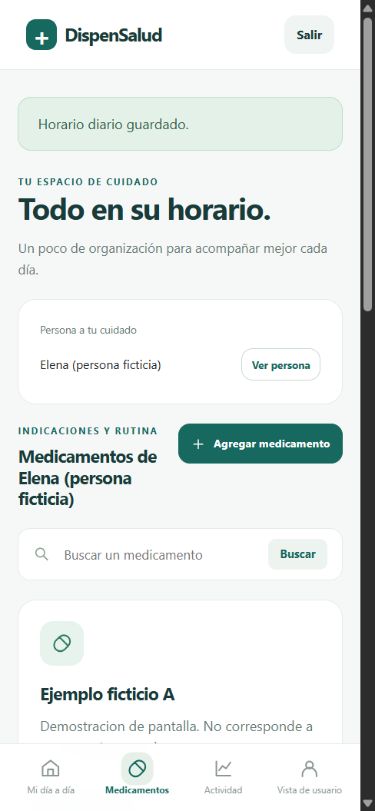 DispenSalud
Salir
Horario diario guardado.
TU ESPACIO DE CUIDADO
Todo en su horario.
Un poco de organización para acompañar mejor cada
día.
Persona a tu cuidado
Elena (persona ficticia)
Ver persona
INDICACIONES Y RUTINA
Medicamentos de
Elena (persona
ficticia)
Agregar medicamento
Buscar un medicamento
Buscar
Ejemplo ficticio A
Demostracion de pantalla. No corresponde a
Mi día a día
Medicamentos
Actividad
Vista de usuario